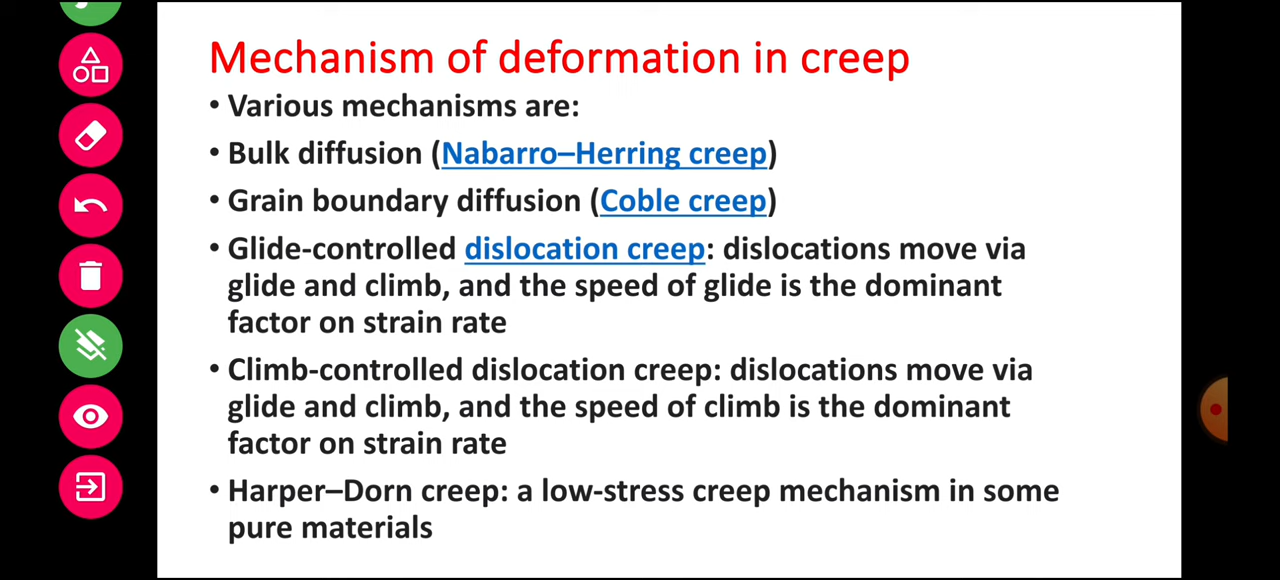 Mechanism of deformation in creep
• Various mechanisms are:
• Bulk diffusion (Nabarro–Herring creep)
• Grain boundary diffusion (Coble creep)
• Glide-controlled dislocation creep: dislocations move via
glide and climb, and the speed of glide is the dominant
factor on strain rate
• Climb-controlled dislocation creep: dislocations move via
glide and climb, and the speed of climb is the dominant
factor on strain rate
• Harper–Dorn creep: a low-stress creep mechanism in some
pure materials